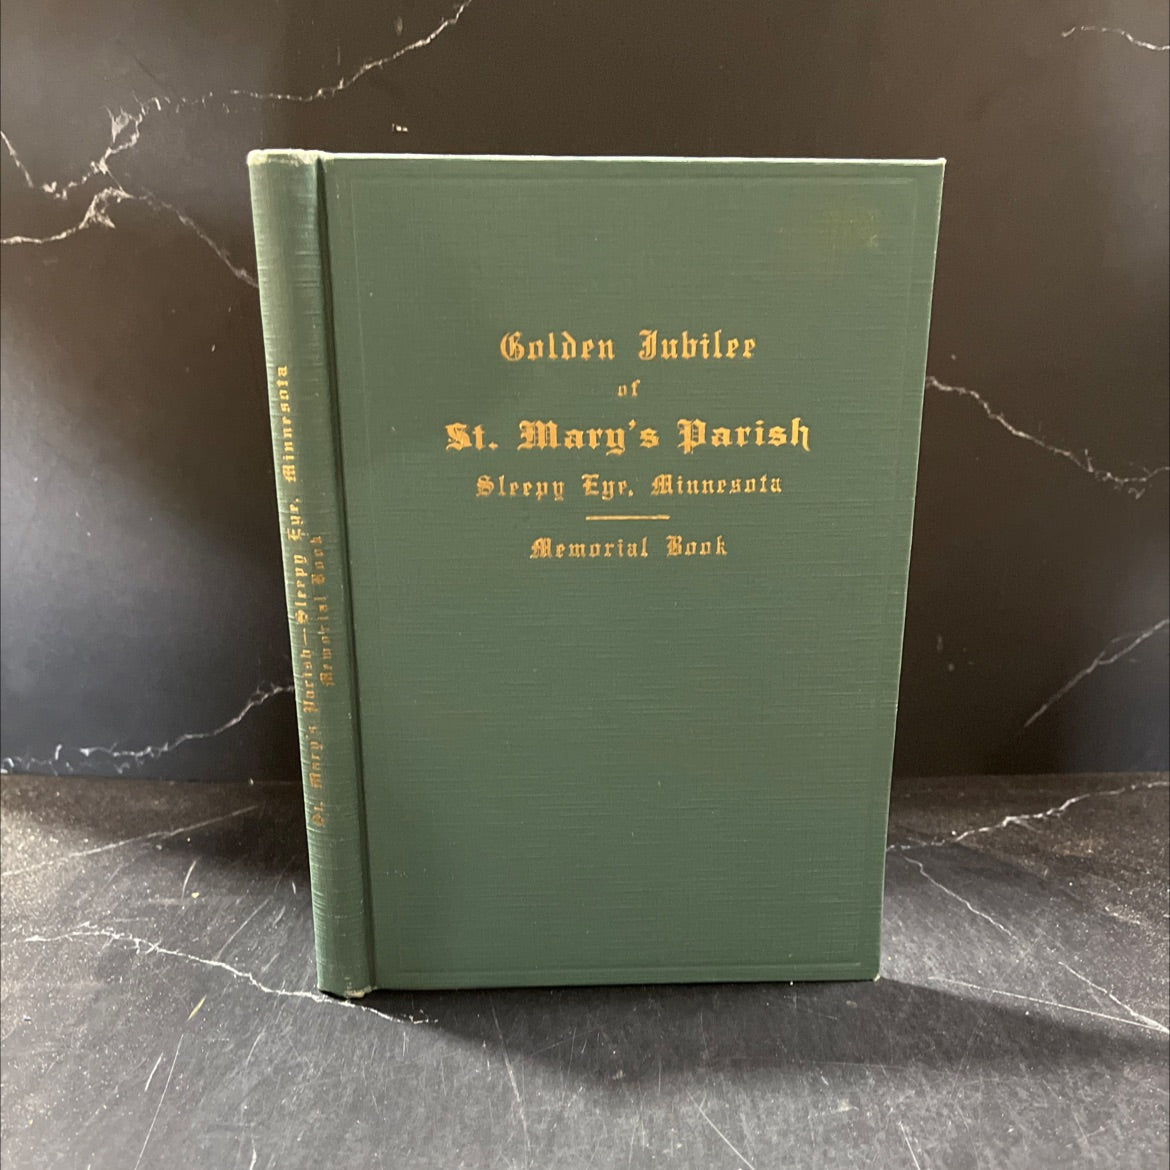 Golden Jubilee
of
St. Mary's Parish
Sleepy Eye, Minnesota
Memorial Book
St. Mary's Parish—Sleepy Eye, Minnesota
Memorial Book